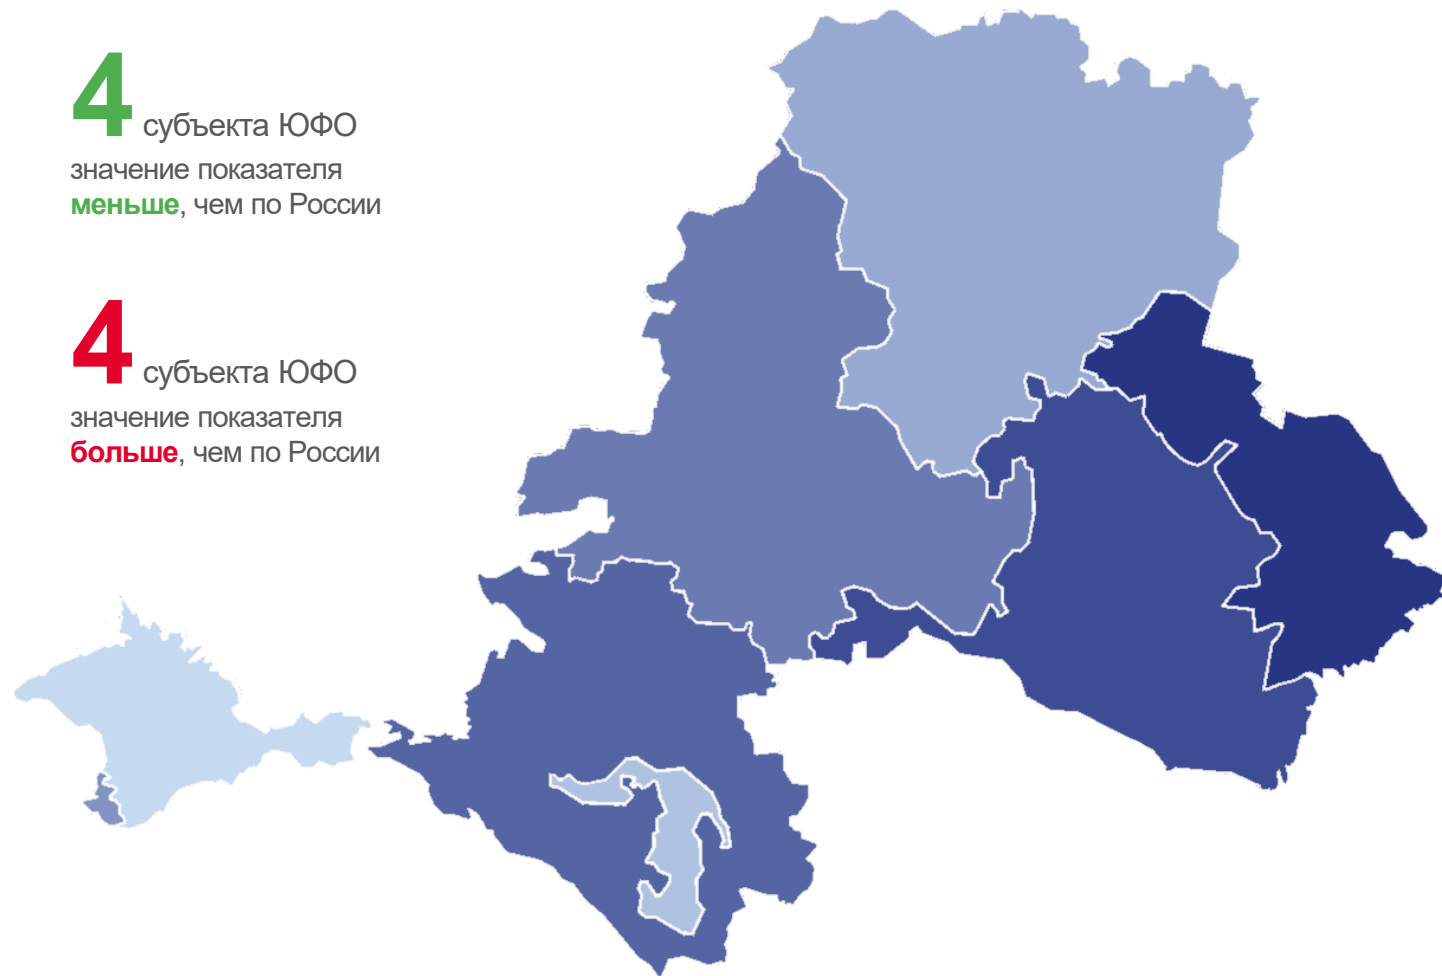 4 субъекта ЮФО
значение показателя
меньше, чем по России
4 субъекта ЮФО
значение показателя
больше, чем по России